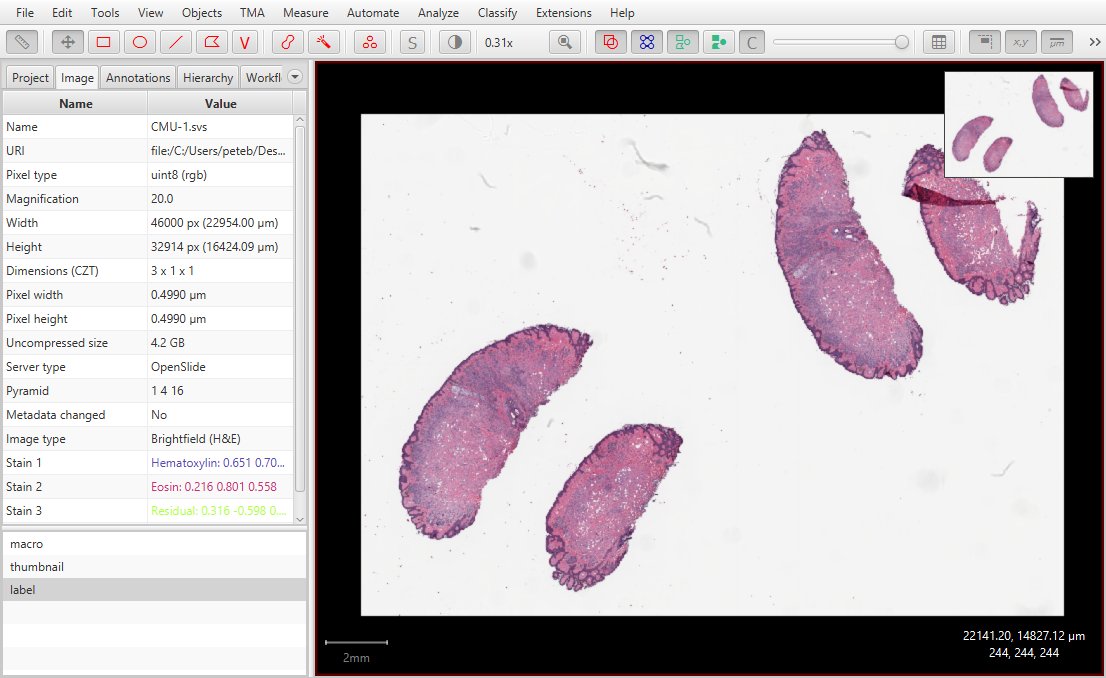 File Edit Tools View Objects TMA Measure Automate Analyze Classify Extensions Help
V S 0.31x C x,y
Project Image Annotations Hierarchy Workfl
Name Value
Name CMU-1.svs
URI file:/C:/Users/peteb/Des...
Pixel type uint8 (rgb)
Magnification 20.0
Width 46000 px (22954.00 µm)
Height 32914 px (16424.09 µm)
Dimensions (CZT) 3 x 1 x 1
Pixel width 0.4990 µm
Pixel height 0.4990 µm
Uncompressed size 4.2 GB
Server type OpenSlide
Pyramid 1 4 16
Metadata changed No
Image type Brightfield (H&E)
Stain 1 Hematoxylin: 0.651 0.70...
Stain 2 Eosin: 0.216 0.801 0.558
Stain 3 Residual: 0.316 -0.598 0....
macro
thumbnail
label
2mm
22141.20, 14827.12 µm
244, 244, 244